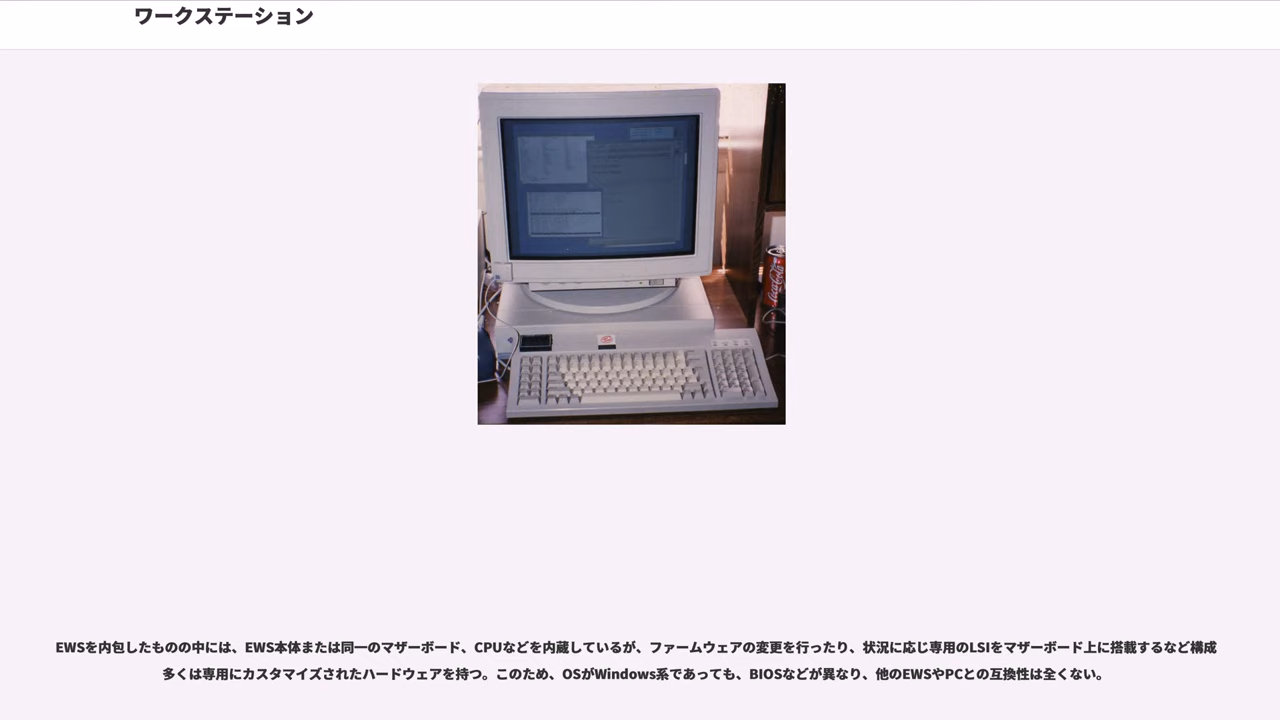 ワークステーション
Coca-Cola
EWSを内包したものの中には、EWS本体または同一のマザーボード、CPUなどを内蔵しているが、ファームウェアの変更を行ったり、状況に応じ専用のLSIをマザーボード上に搭載するなど構成
多くは専用にカスタマイズされたハードウェアを持つ。このため、OSがWindows系であっても、BIOSなどが異なり、他のEWSやPCとの互換性は全くない。